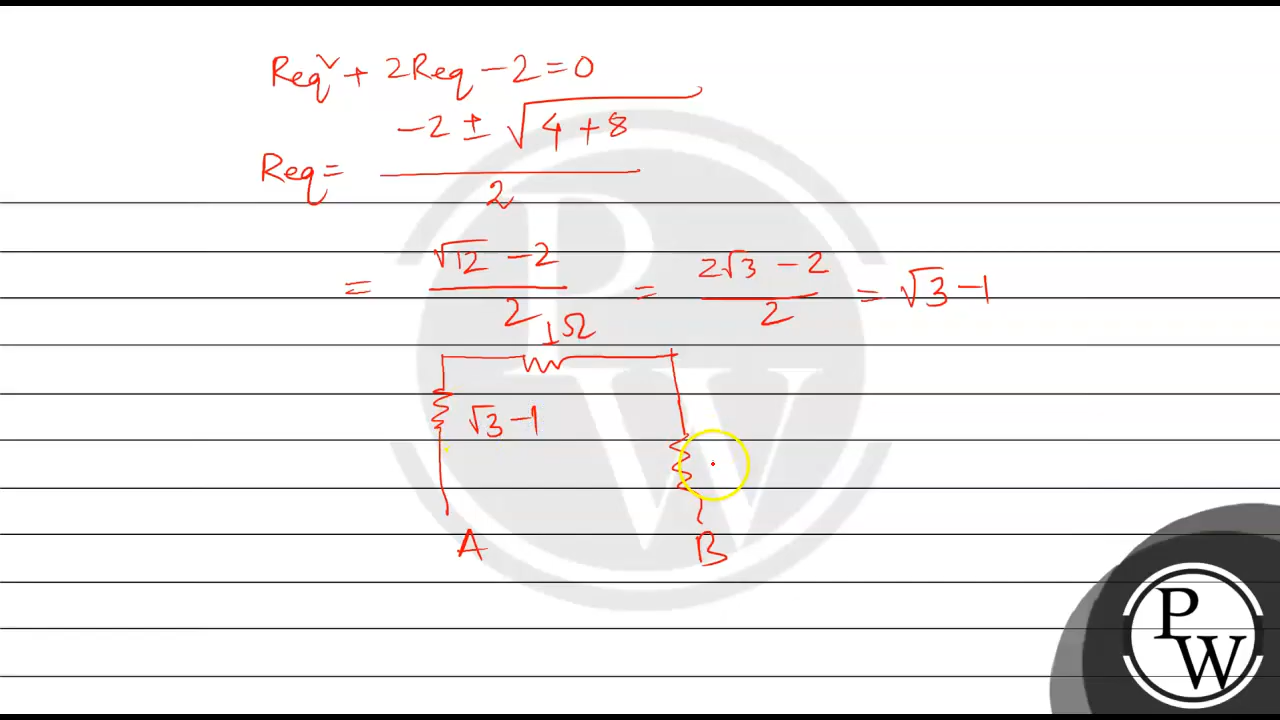 Req² + 2Req − 2 = 0
Req = (−2 ± √(4 + 8)) / 2
= (√12 − 2) / 2 = (2√3 − 2) / 2 = √3 − 1
1Ω
√3 − 1
A B
PW
PW